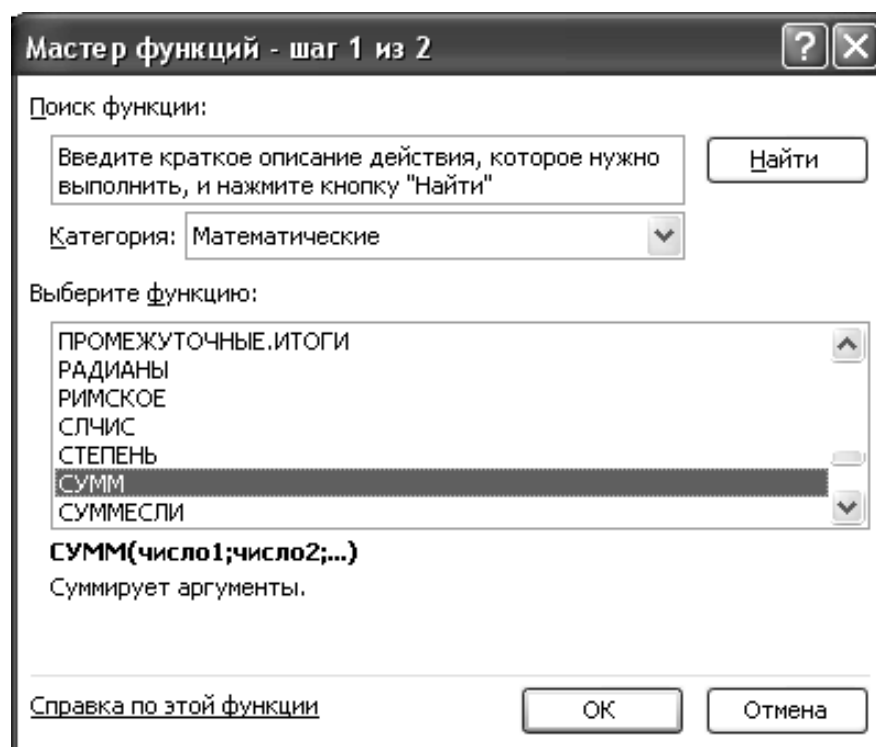 Мастер функций - шаг 1 из 2
Поиск функции:
Введите краткое описание действия, которое нужно
выполнить, и нажмите кнопку "Найти"
Найти
Категория: Математические
Выберите функцию:
ПРОМЕЖУТОЧНЫЕ.ИТОГИ
РАДИАНЫ
РИМСКОЕ
СЛЧИС
СТЕПЕНЬ
СУММ
СУММЕСЛИ
СУММ(число1;число2;...)
Суммирует аргументы.
Справка по этой функции
ОК
Отмена